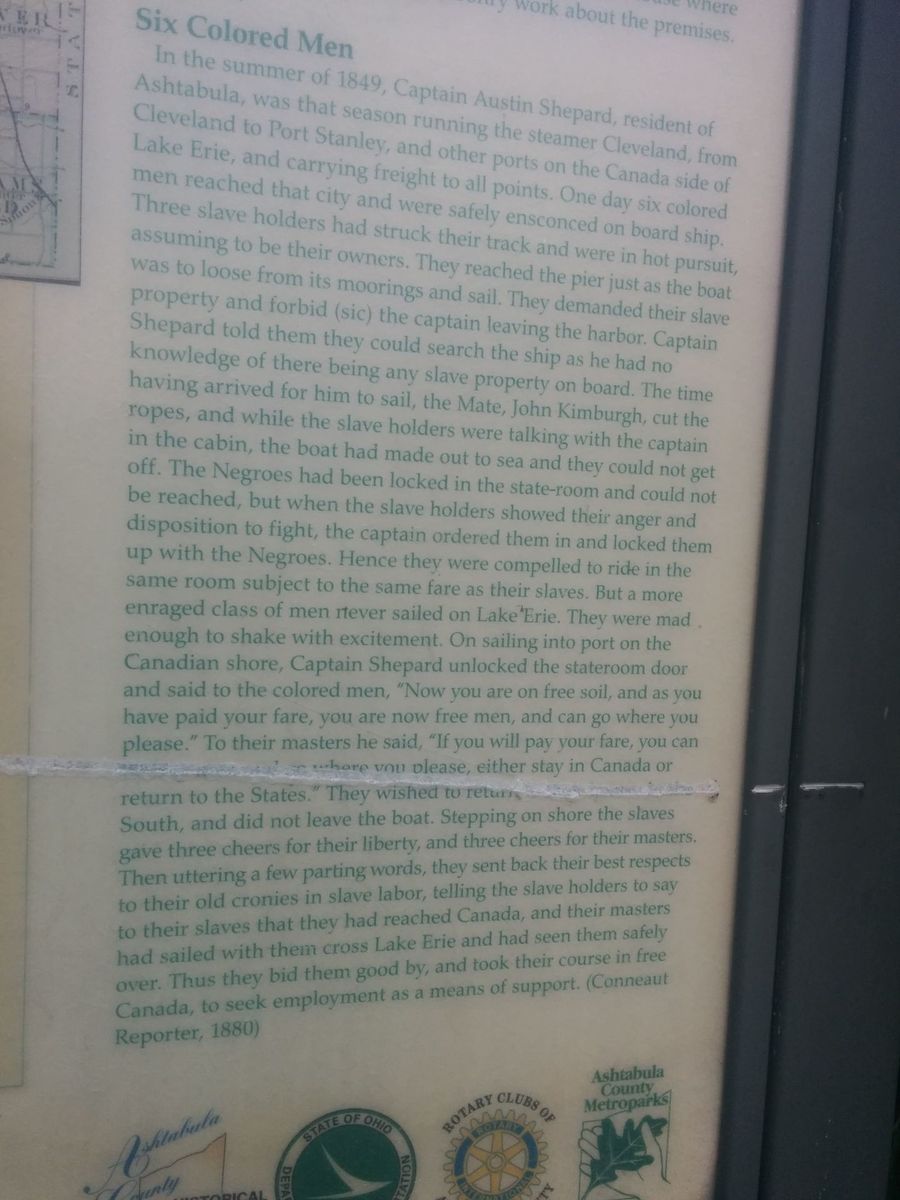 where
work about the premises.
Six Colored Men
In the summer of 1849, Captain Austin Shepard, resident of
Ashtabula, was that season running the steamer Cleveland, from
Cleveland to Port Stanley, and other ports on the Canada side of
Lake Erie, and carrying freight to all points. One day six colored
men reached that city and were safely ensconced on board ship.
Three slave holders had struck their track and were in hot pursuit,
assuming to be their owners. They reached the pier just as the boat
was to loose from its moorings and sail. They demanded their slave
property and forbid (sic) the captain leaving the harbor. Captain
Shepard told them they could search the ship as he had no
knowledge of there being any slave property on board. The time
having arrived for him to sail, the Mate, John Kimburgh, cut the
ropes, and while the slave holders were talking with the captain
in the cabin, the boat had made out to sea and they could not get
off. The Negroes had been locked in the state-room and could not
be reached, but when the slave holders showed their anger and
disposition to fight, the captain ordered them in and locked them
up with the Negroes. Hence they were compelled to ride in the
same room subject to the same fare as their slaves. But a more
enraged class of men never sailed on Lake Erie. They were mad
enough to shake with excitement. On sailing into port on the
Canadian shore, Captain Shepard unlocked the stateroom door
and said to the colored men, “Now you are on free soil, and as you
have paid your fare, you are now free men, and can go where you
please.” To their masters he said, “If you will pay your fare, you can
where you please, either stay in Canada or
return to the States.” They wished to return
South, and did not leave the boat. Stepping on shore the slaves
gave three cheers for their liberty, and three cheers for their masters.
Then uttering a few parting words, they sent back their best respects
to their old cronies in slave labor, telling the slave holders to say
to their slaves that they had reached Canada, and their masters
had sailed with them cross Lake Erie and had seen them safely
over. Thus they bid them good by, and took their course in free
Canada, to seek employment as a means of support. (Conneaut
Reporter, 1880)
Ashtabula
County
HISTORICAL
STATE OF OHIO
ROTARY CLUBS OF
ROTARY
INTERNATIONAL
Ashtabula
County
Metroparks